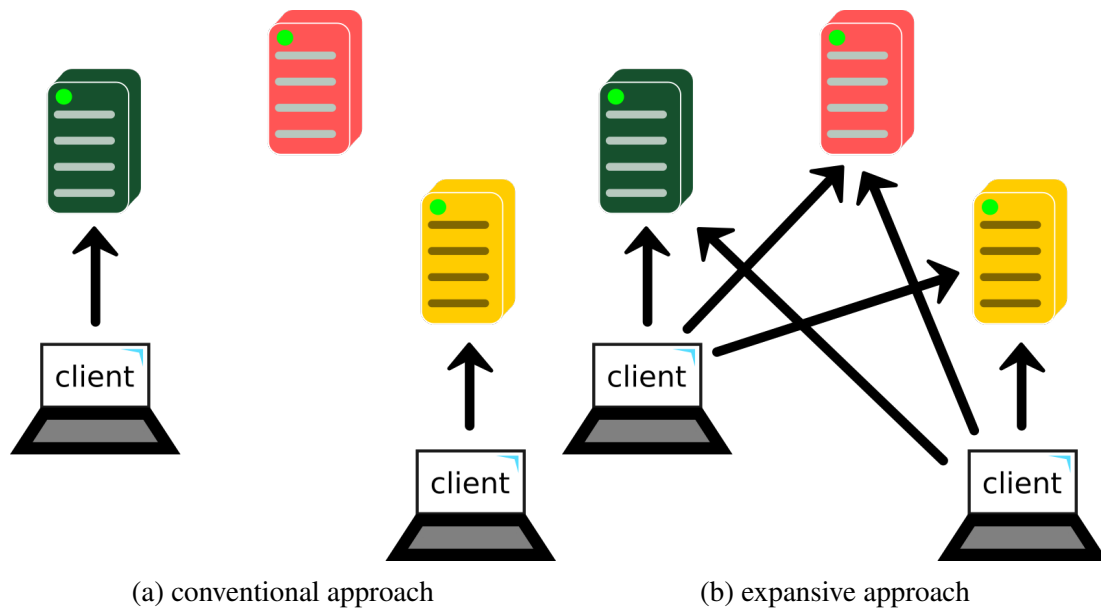 client
client
client
client
(a) conventional approach
(b) expansive approach